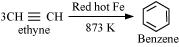 3CH ≡ CH
ethyne
Red hot Fe
873 K
Benzene